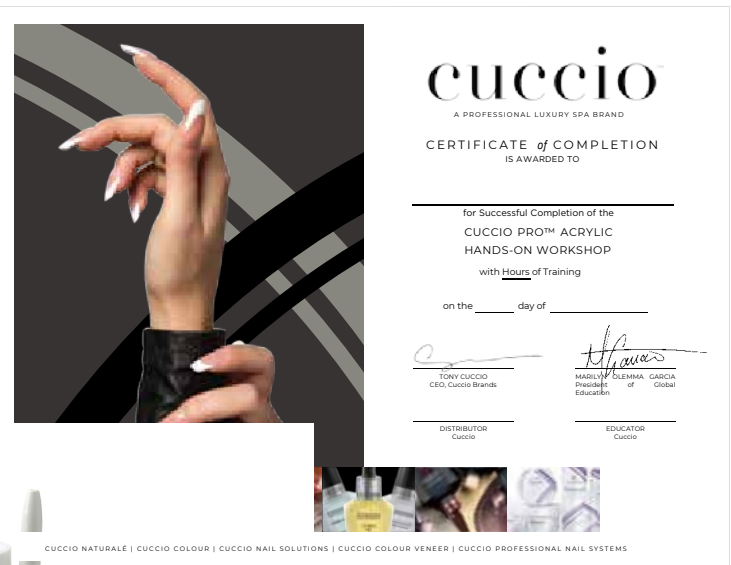 cuccio™
A PROFESSIONAL LUXURY SPA BRAND
CERTIFICATE of COMPLETION
IS AWARDED TO
for Successful Completion of the
CUCCIO PRO™ ACRYLIC
HANDS-ON WORKSHOP
with Hours of Training
on the day of
TONY CUCCIO
CEO, Cuccio Brands
MARILYN OLEMMA GARCIA
President of Global
Education
DISTRIBUTOR
Cuccio
EDUCATOR
Cuccio
CUCCIO NATURALÉ | CUCCIO COLOUR | CUCCIO NAIL SOLUTIONS | CUCCIO COLOUR VENEER | CUCCIO PROFESSIONAL NAIL SYSTEMS